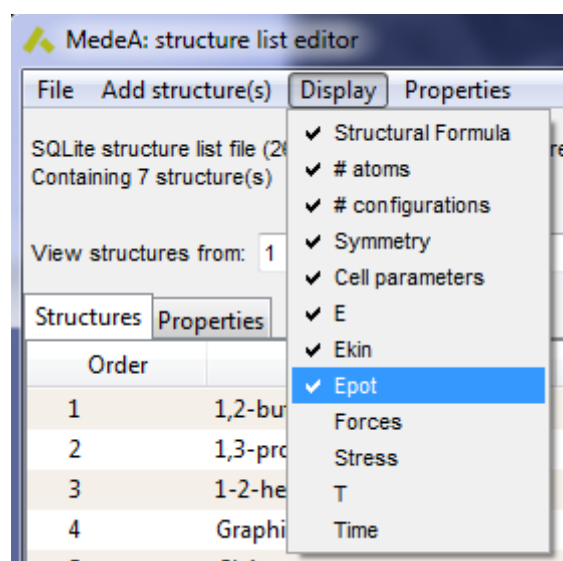 MedeA: structure list editor
File Add structure(s) Display Properties
SQLite structure list file
Containing 7 structure(s)
View structures from: 1
Structures Properties
Order
1
2
3
4
Structural Formula
# atoms
# configurations
Symmetry
Cell parameters
E
Ekin
Epot
Forces
Stress
T
Time